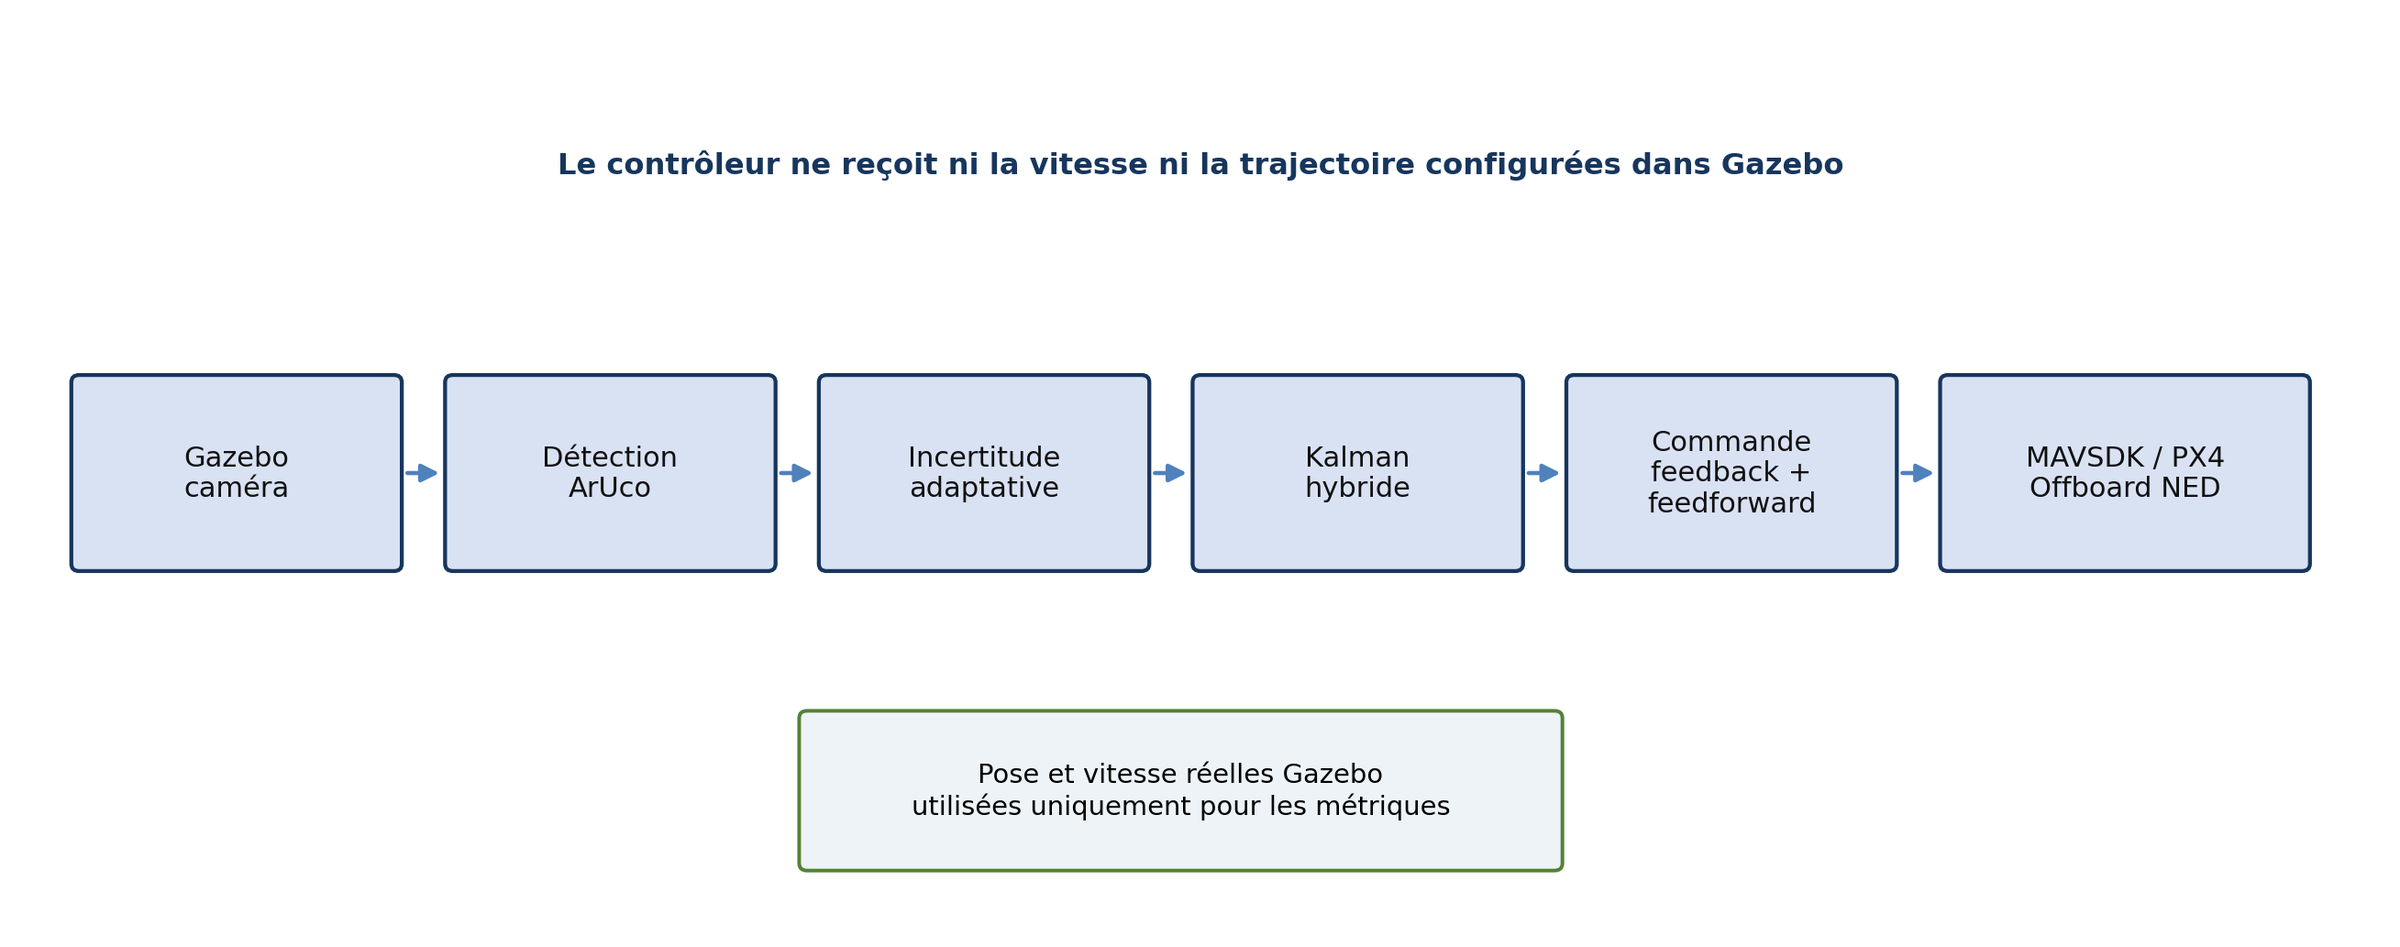 Le contrôleur ne reçoit ni la vitesse ni la trajectoire configurées dans Gazebo
Gazebo
caméra
Détection
ArUco
Incertitude
adaptative
Kalman
hybride
Commande
feedback +
feedforward
MAVSDK / PX4
Offboard NED
Pose et vitesse réelles Gazebo
utilisées uniquement pour les métriques